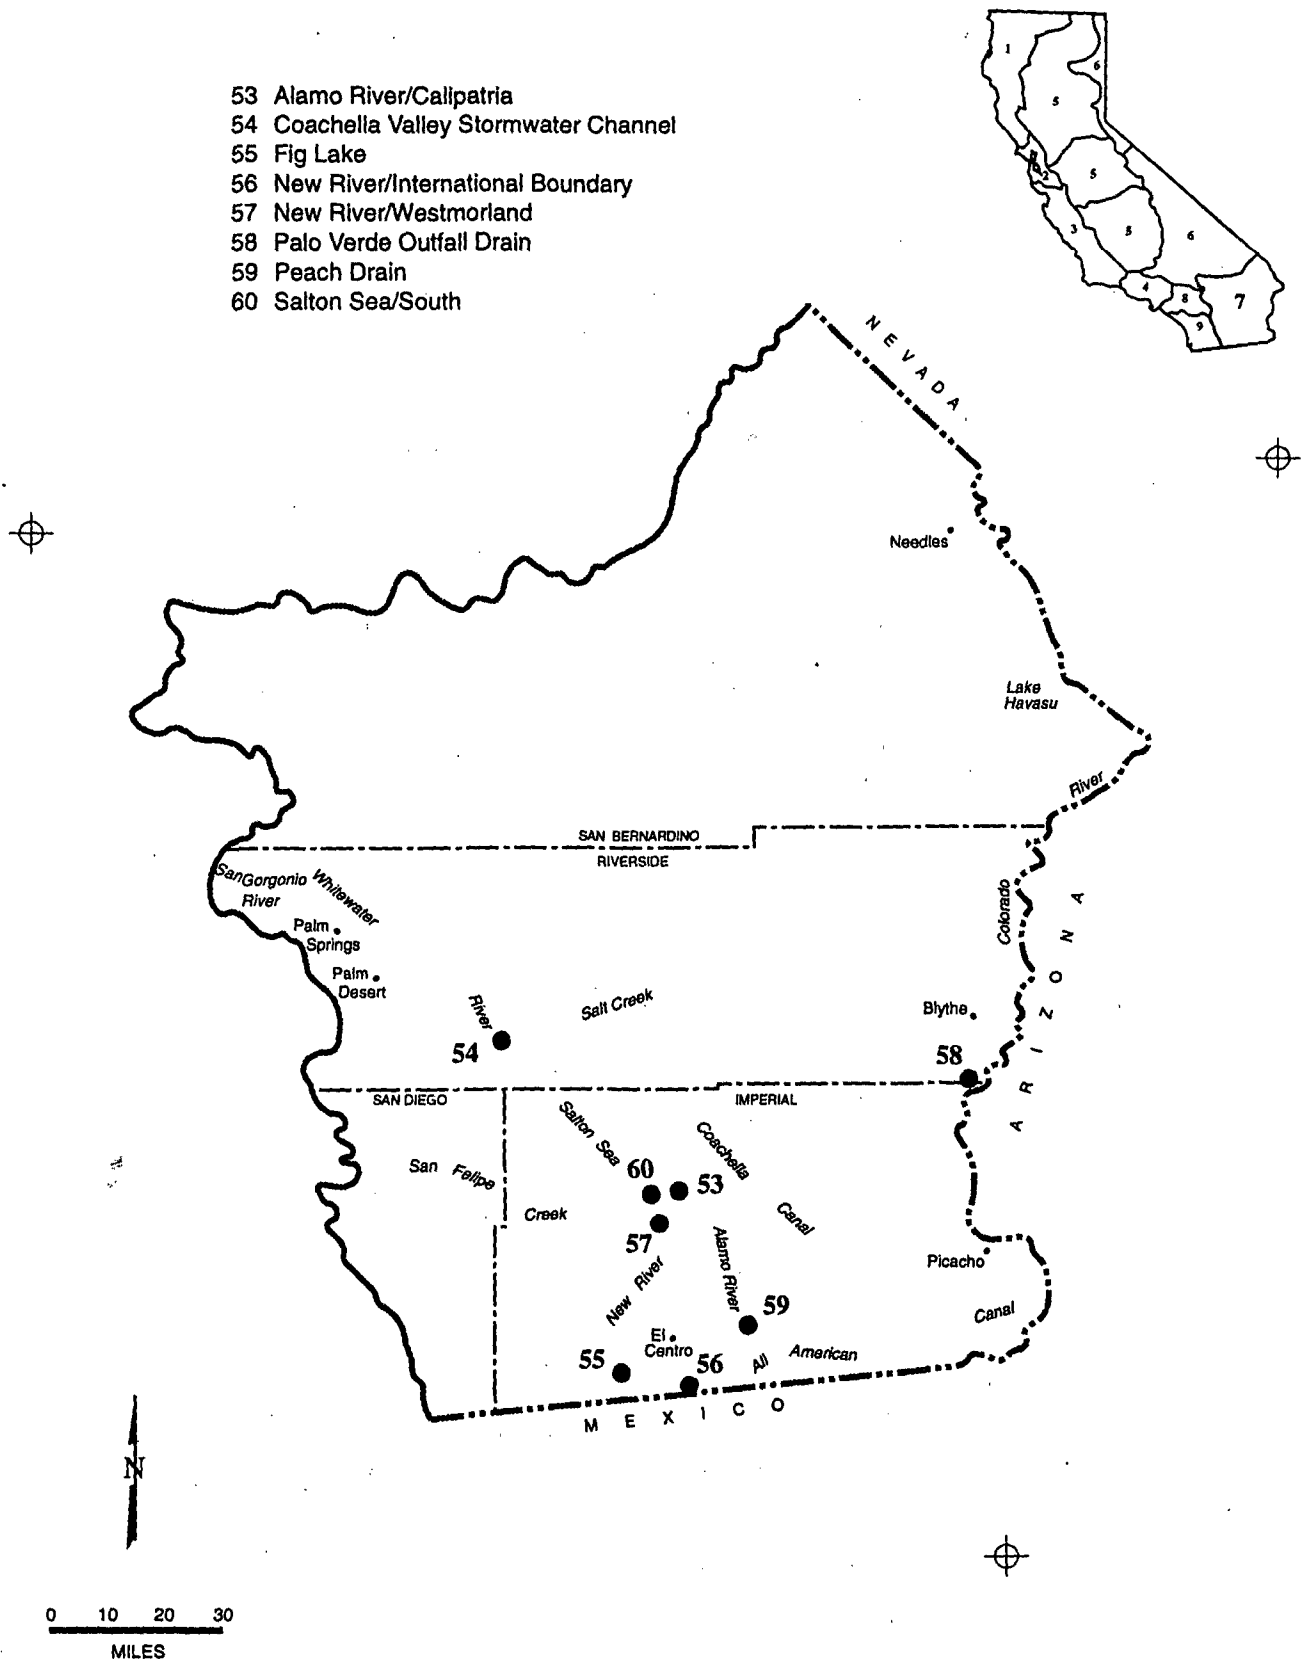 53 Alamo River/Calipatria
54 Coachella Valley Stormwater Channel
55 Fig Lake
56 New River/International Boundary
57 New River/Westmorland
58 Palo Verde Outfall Drain
59 Peach Drain
60 Salton Sea/South
1
6
5
2
5
3
5
6
4
8
7
9
NEVADA
Needles
Lake
Havasu
River
SAN BERNARDINO
RIVERSIDE
San Gorgonio
River
Whitewater
Palm
Springs
Palm
Desert
Colorado
ARIZONA
River
54
Salt Creek
Blythe
58
SAN DIEGO
IMPERIAL
Salton Sea
Coachella
Canal
San Felipe
Creek
60
53
57
Alamo River
New River
59
Picacho
Canal
El
Centro
55
56
All American
MEXICO
N
0 10 20 30
MILES